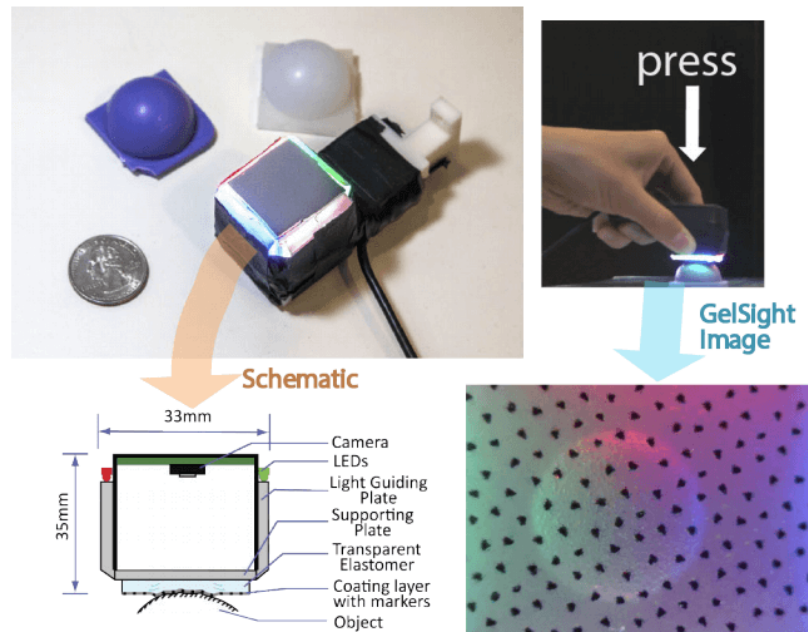 press
GelSight
Image
Schematic
33mm
35mm
Camera
LEDs
Light Guiding
Plate
Supporting
Plate
Transparent
Elastomer
Coating layer
with markers
Object